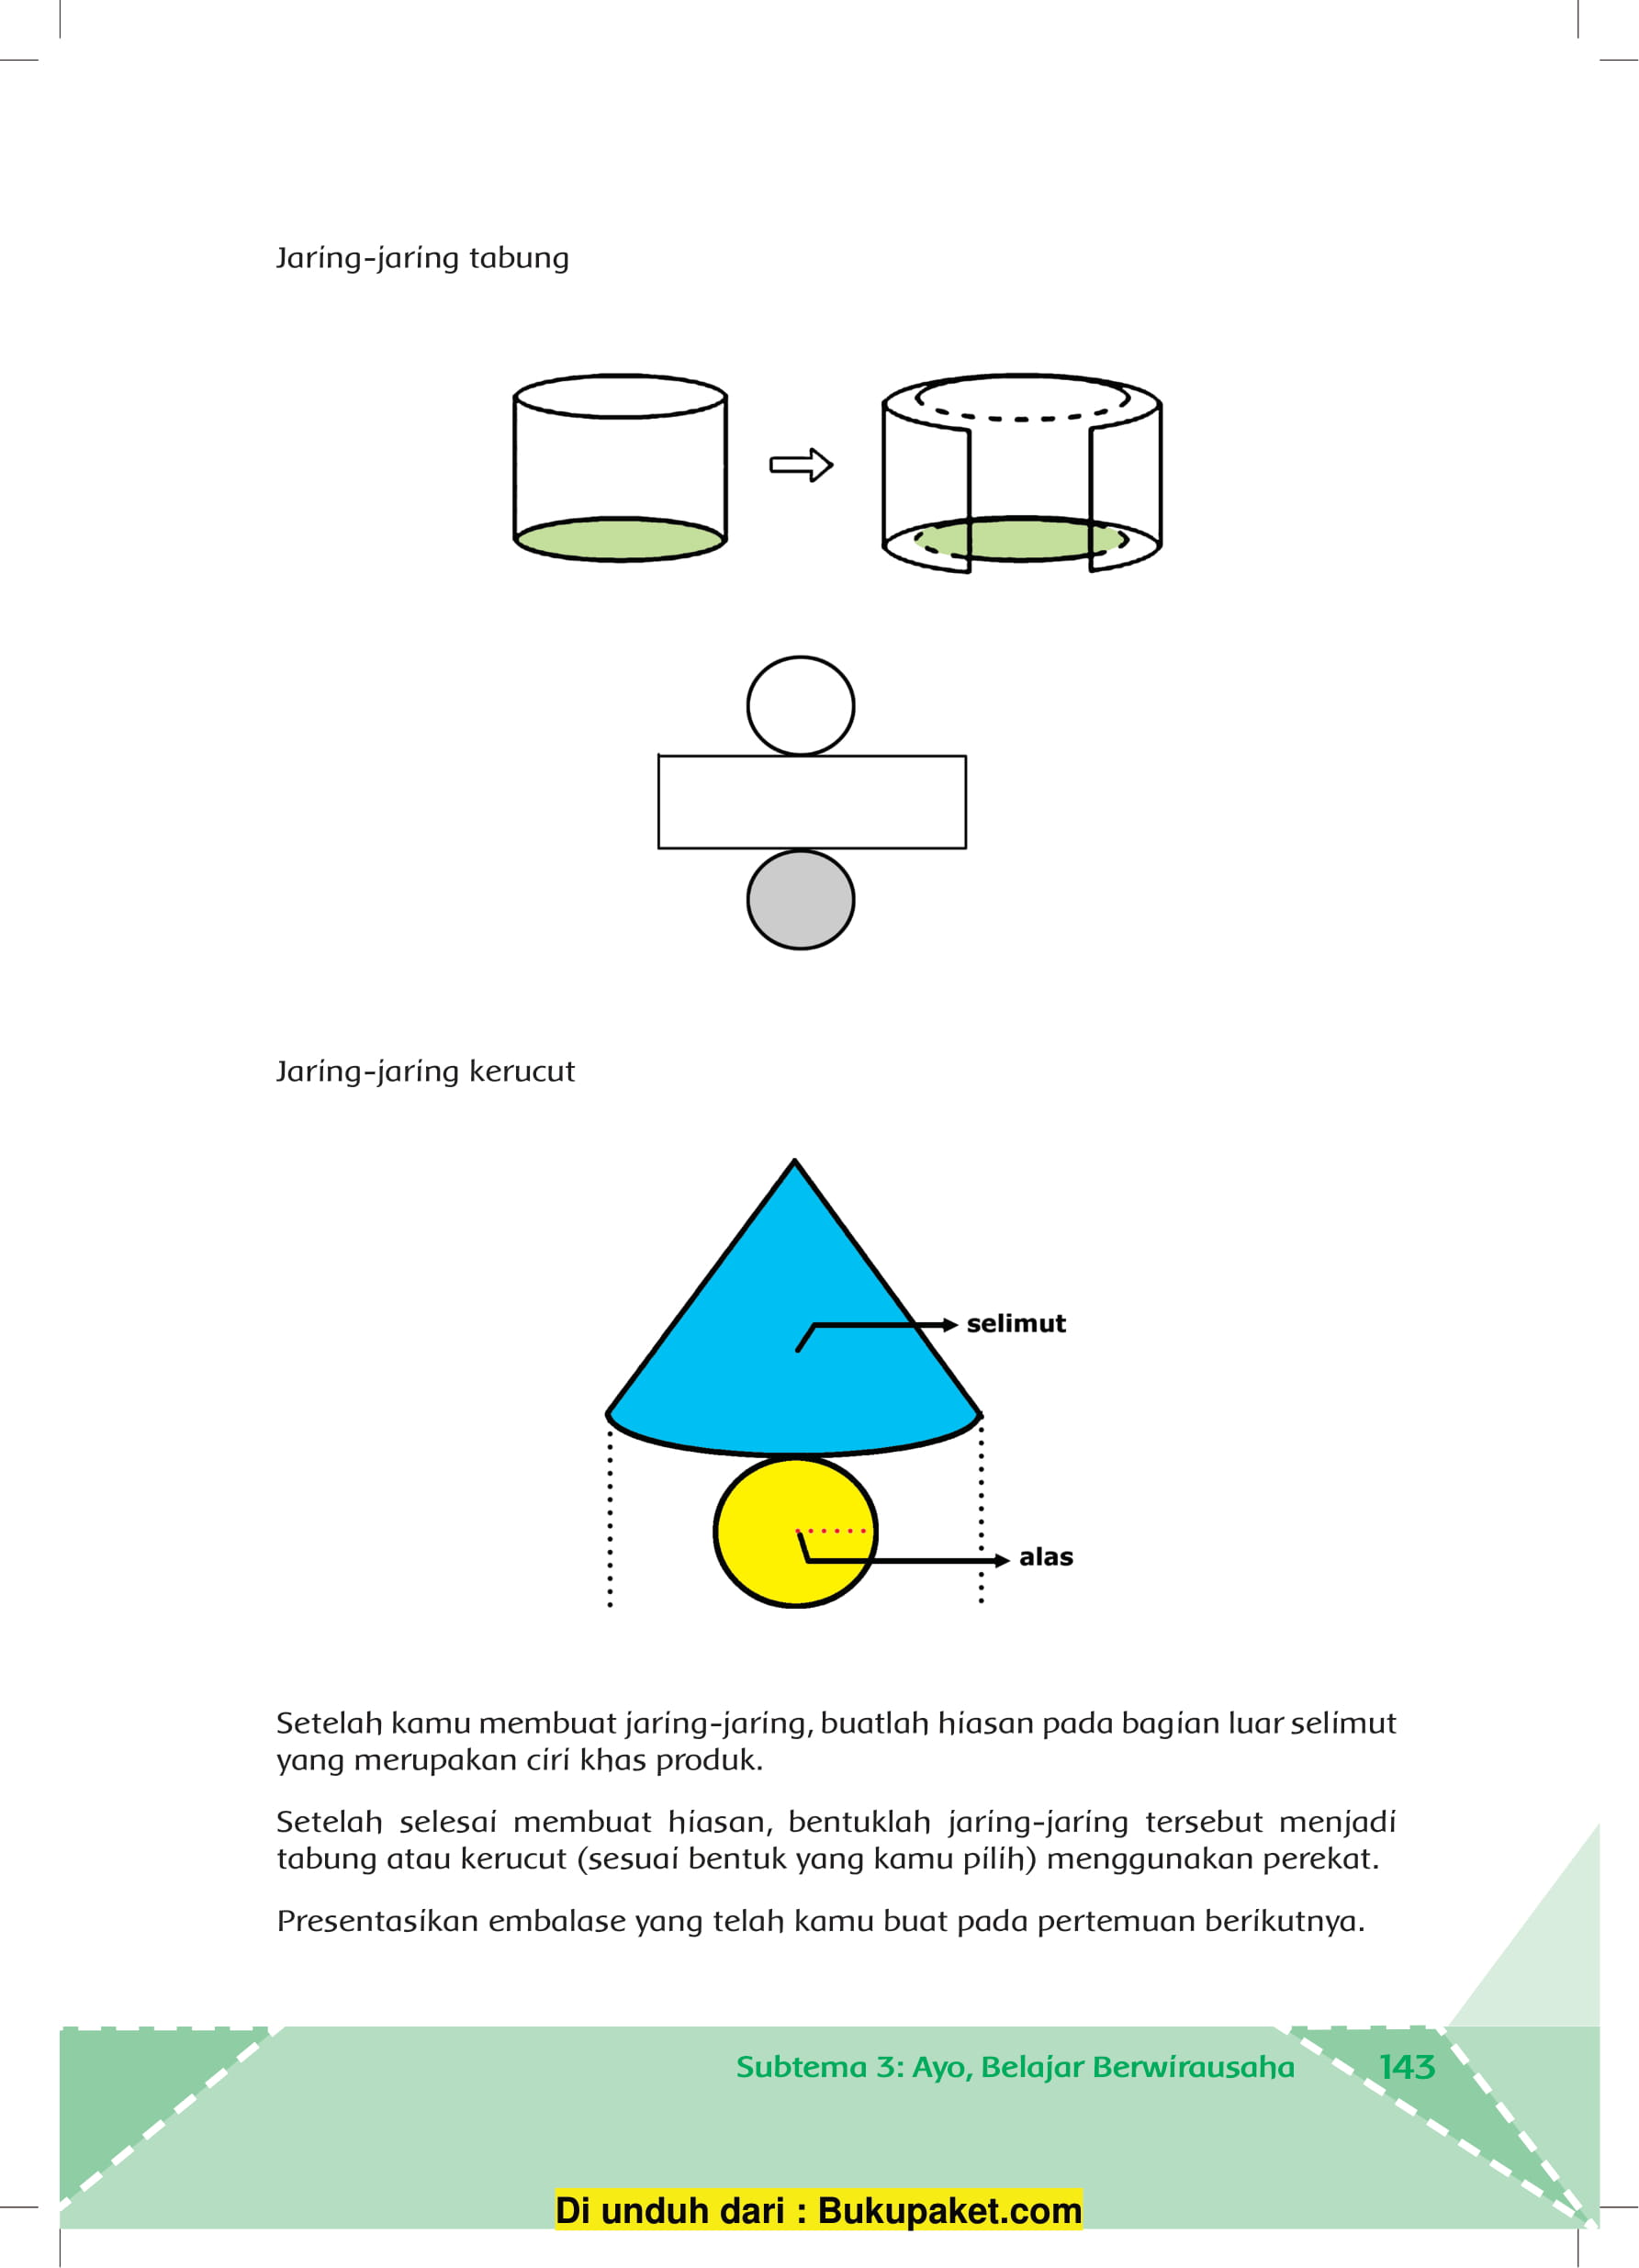 Jaring-jaring tabung
Jaring-jaring kerucut
selimut
alas
Setelah kamu membuat jaring-jaring, buatlah hiasan pada bagian luar selimut
yang merupakan ciri khas produk.
Setelah selesai membuat hiasan, bentuklah jaring-jaring tersebut menjadi
tabung atau kerucut (sesuai bentuk yang kamu pilih) menggunakan perekat.
Presentasikan embalase yang telah kamu buat pada pertemuan berikutnya.
Subtema 3: Ayo, Belajar Berwirausaha 143
Di unduh dari : Bukupaket.com